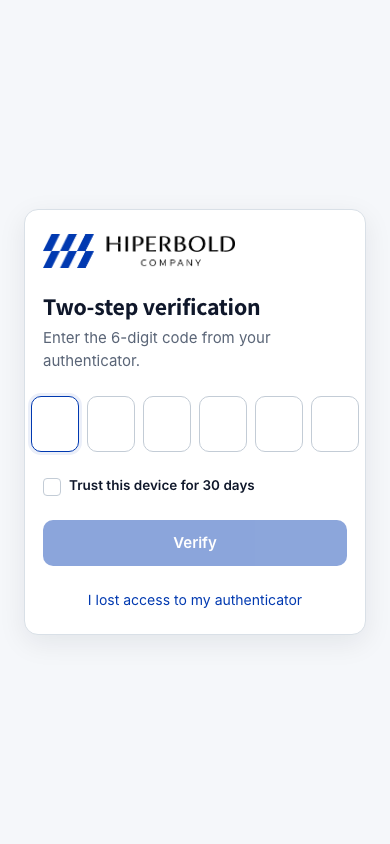 HIPERBOLD
COMPANY
Two-step verification
Enter the 6-digit code from your
authenticator.
Trust this device for 30 days
Verify
I lost access to my authenticator